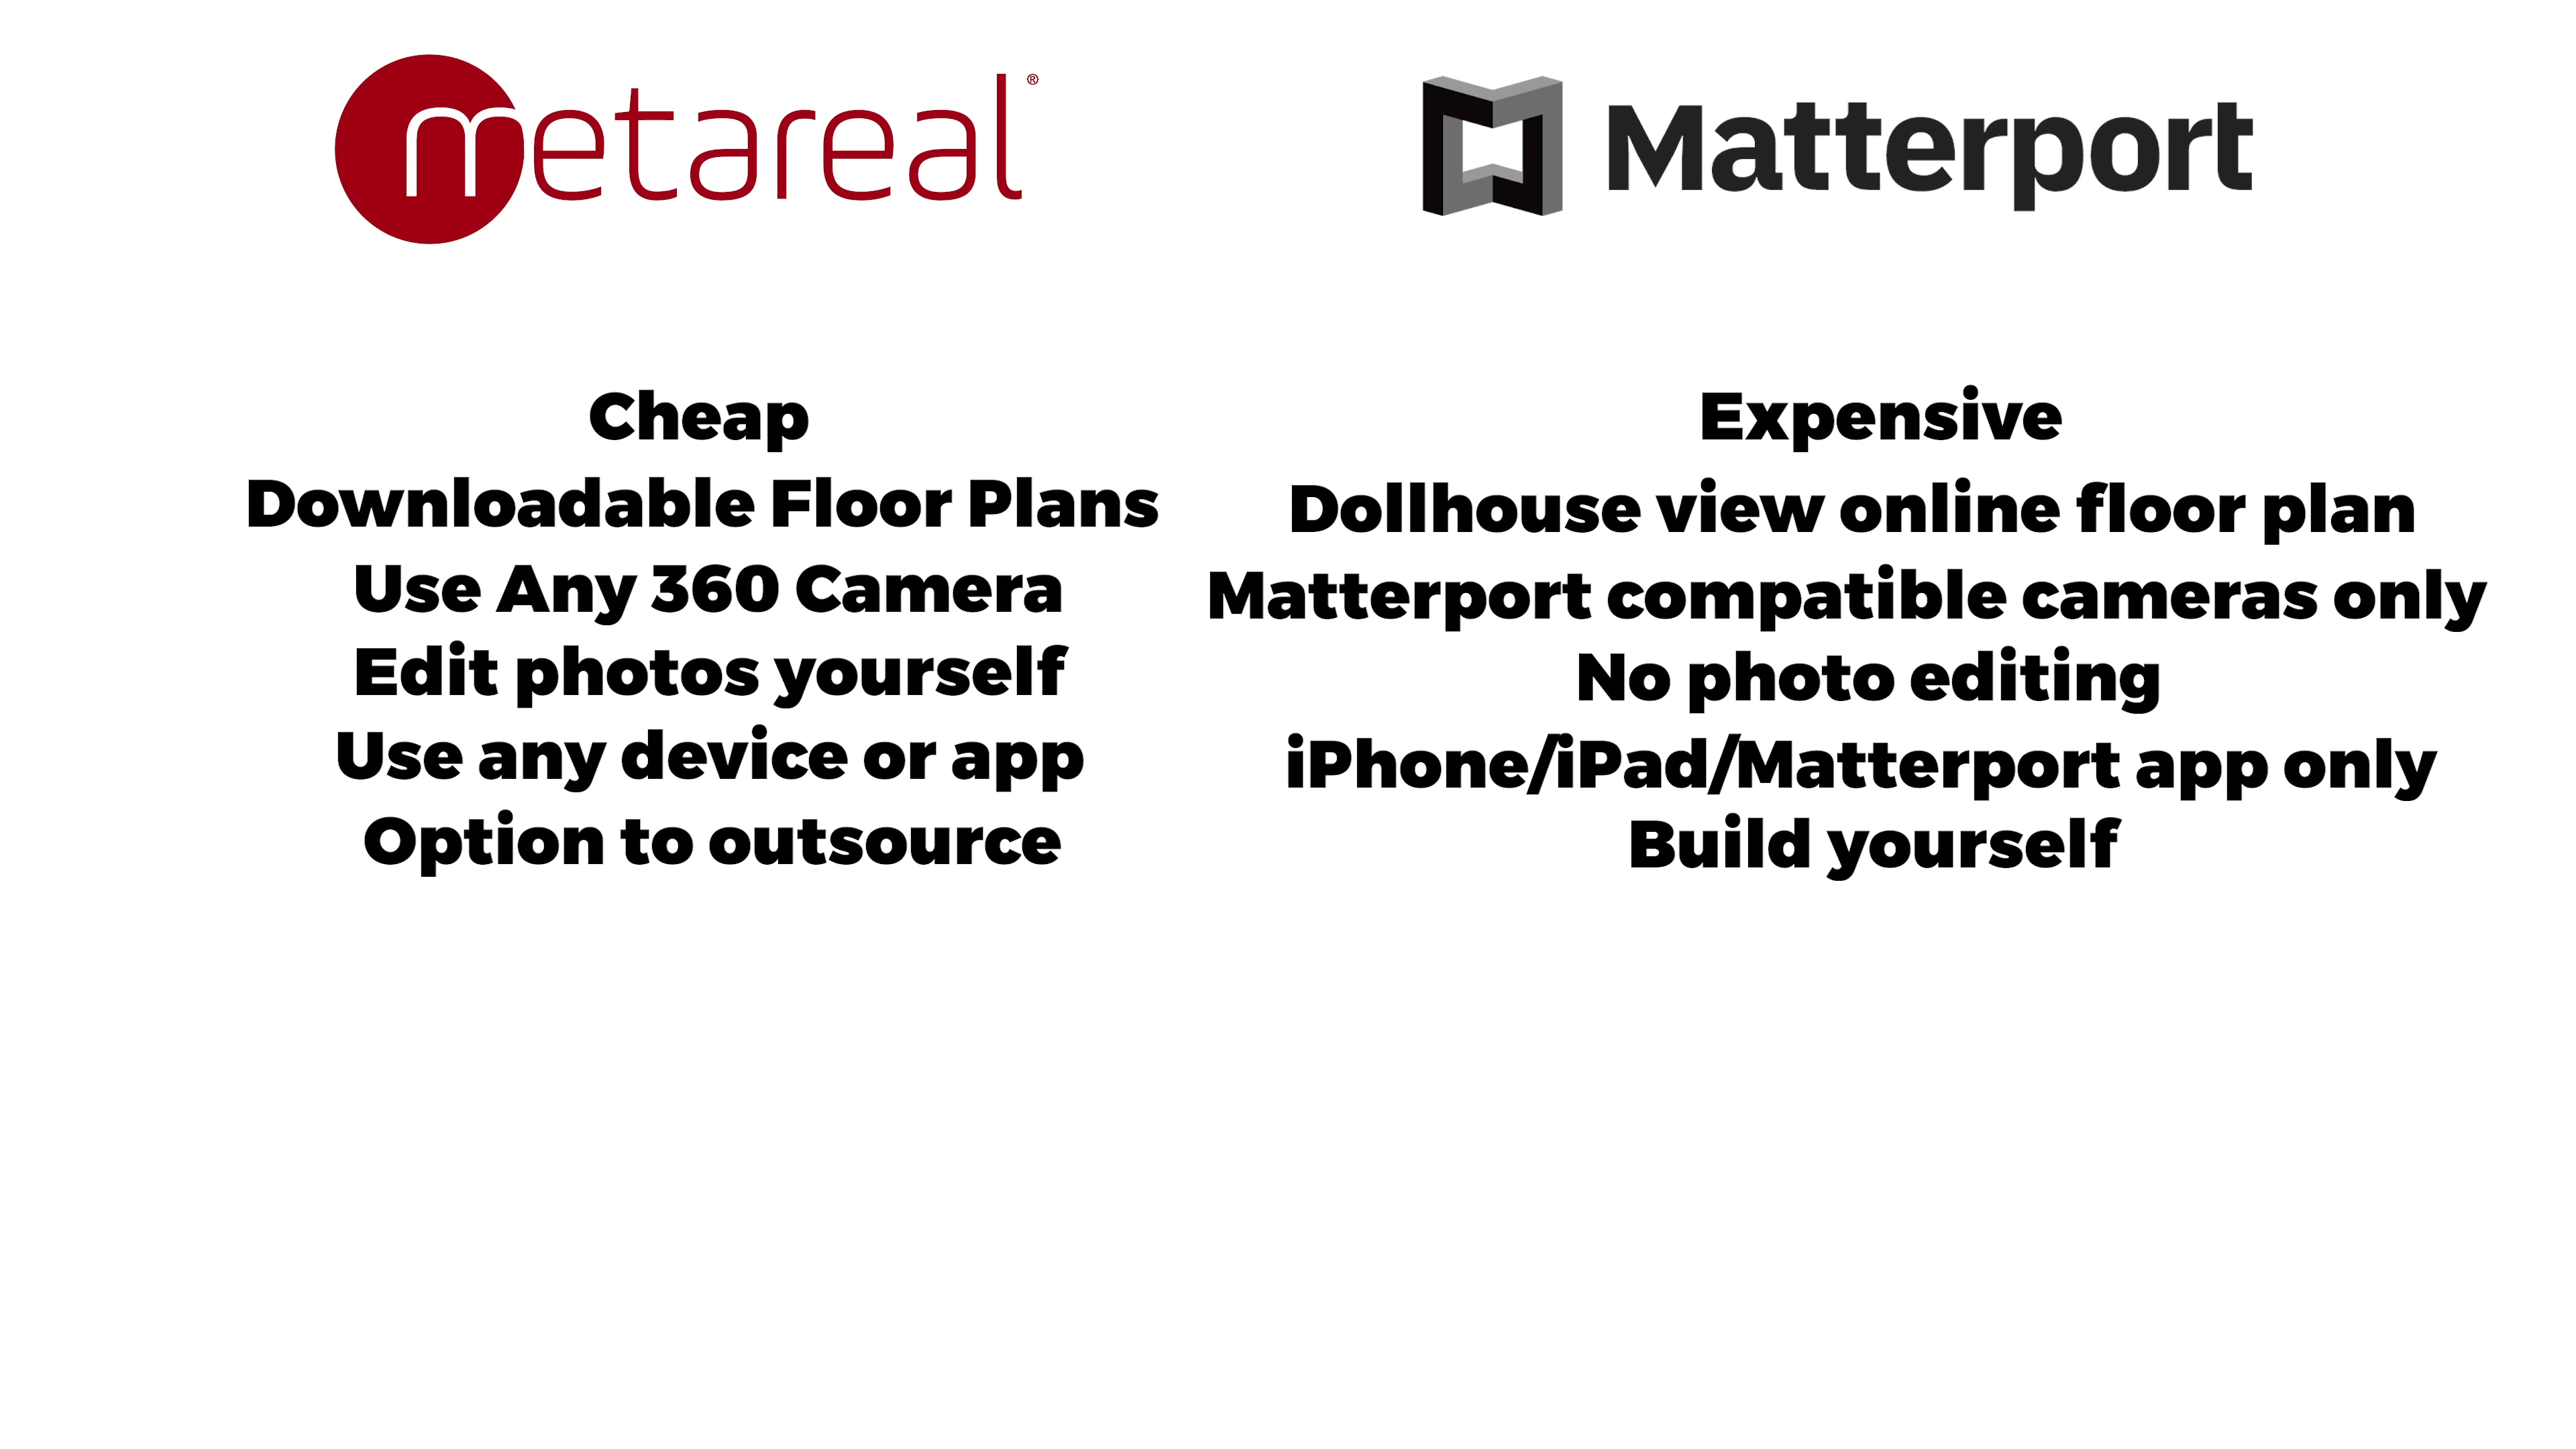 metareal®
Matterport
Cheap
Downloadable Floor Plans
Use Any 360 Camera
Edit photos yourself
Use any device or app
Option to outsource
Expensive
Dollhouse view online floor plan
Matterport compatible cameras only
No photo editing
iPhone/iPad/Matterport app only
Build yourself